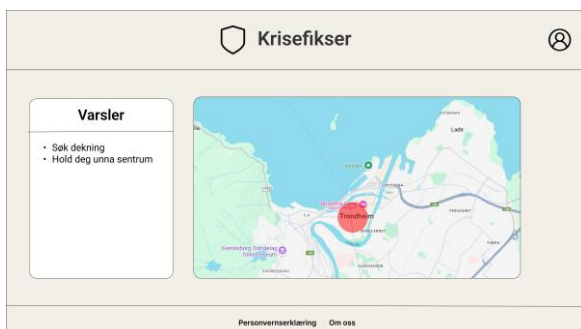 Krisefikser
Varsler
• Søk dekning
• Hold deg unna sentrum
Lade
Trondheim
Sverresborg Trøndelag
folkemuseum
Personvernserklæring Om oss